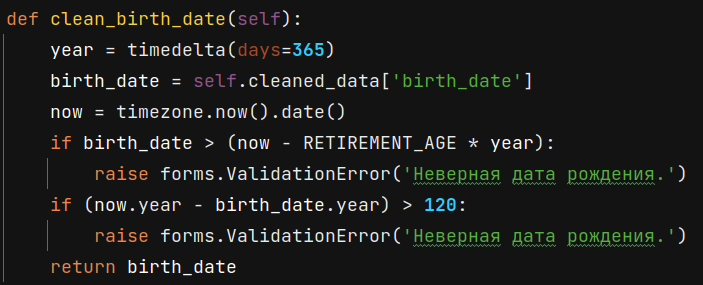 def clean_birth_date(self):
    year = timedelta(days=365)
    birth_date = self.cleaned_data['birth_date']
    now = timezone.now().date()
    if birth_date > (now - RETIREMENT_AGE * year):
        raise forms.ValidationError('Неверная дата рождения.')
    if (now.year - birth_date.year) > 120:
        raise forms.ValidationError('Неверная дата рождения.')
    return birth_date